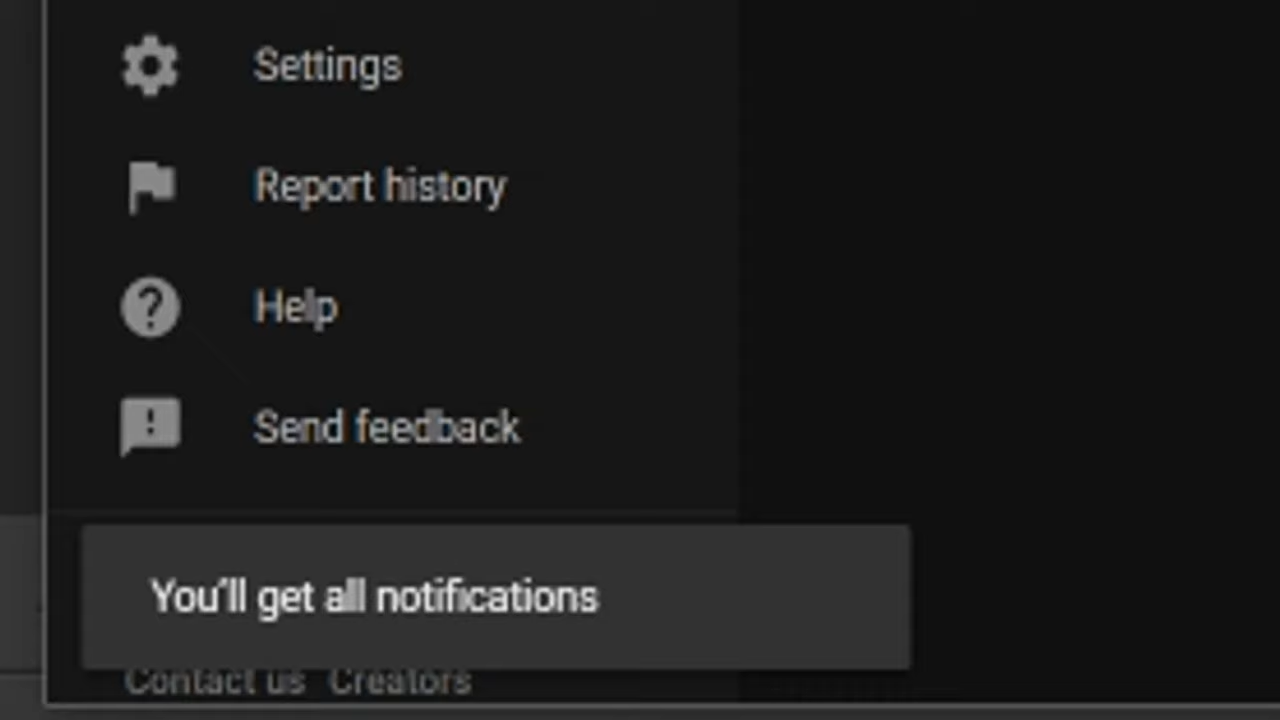 Settings
Report history
Help
Send feedback
You'll get all notifications
Contact us Creators